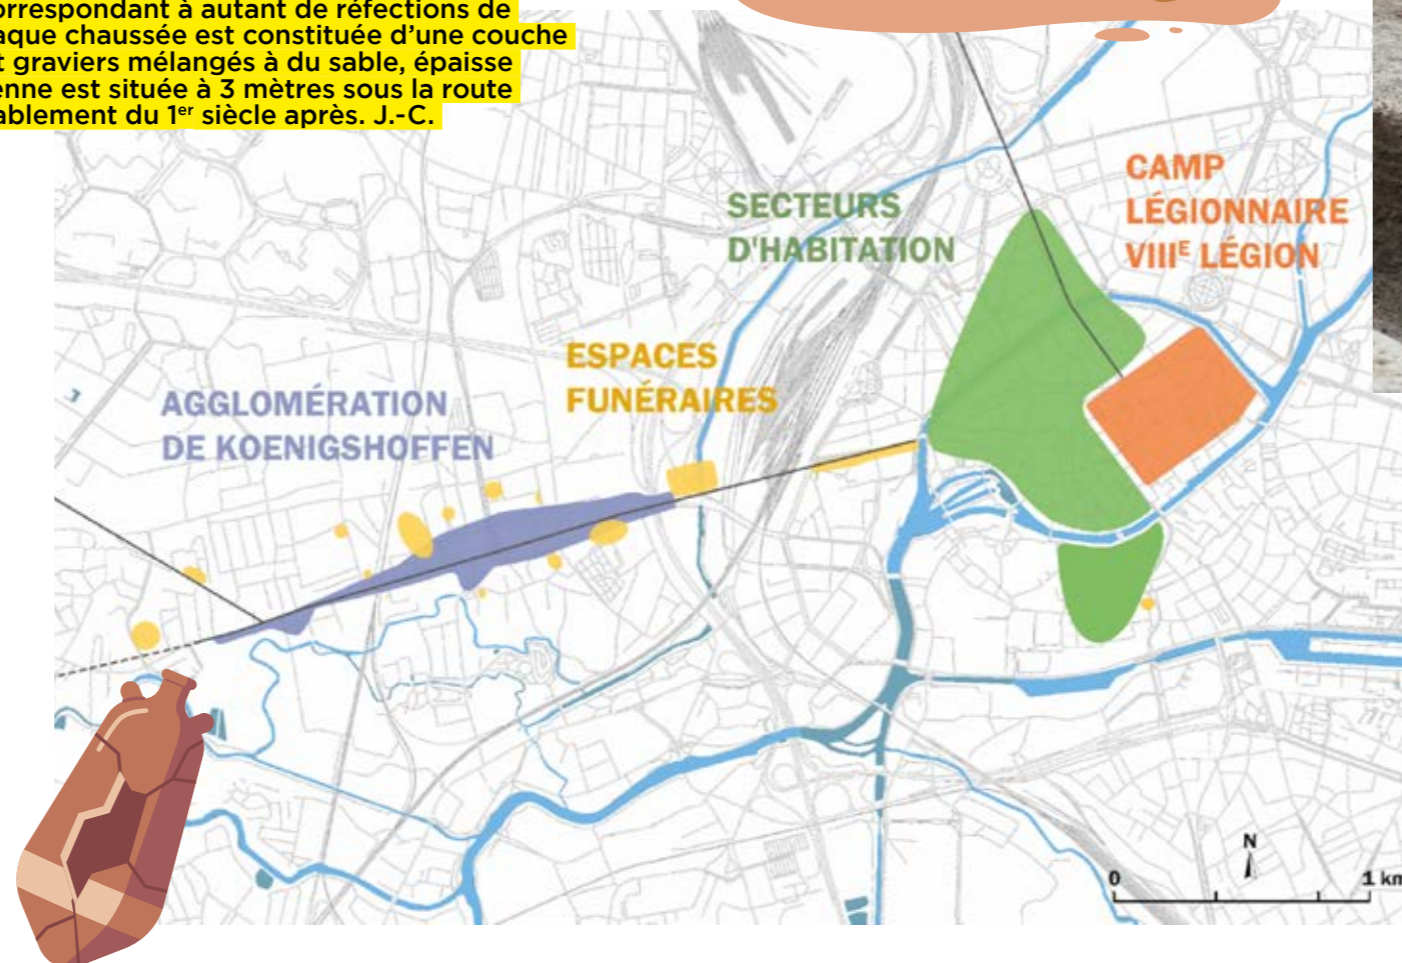 orrespondant à autant de réfections de
aque chaussée est constituée d’une couche
t graviers mélangés à du sable, épaisse
enne est située à 3 mètres sous la route
ablement du 1er siècle après. J.-C.
CAMP
LÉGIONNAIRE
VIIIE LÉGION
SECTEURS
D'HABITATION
ESPACES
FUNÉRAIRES
AGGLOMÉRATION
DE KOENIGSHOFFEN
N
0 1 km